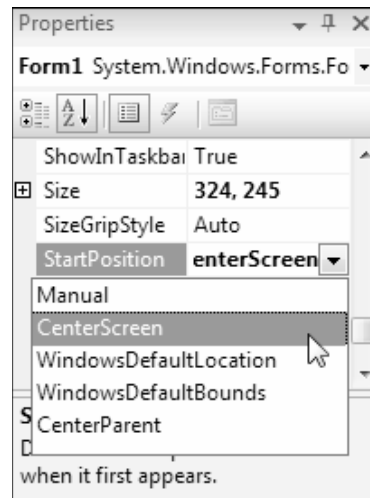 Properties
Form1 System.Windows.Forms.Fo
A
Z
ShowInTaskbar True
Size 324, 245
SizeGripStyle Auto
StartPosition enterScreen
Manual
CenterScreen
WindowsDefaultLocation
WindowsDefaultBounds
CenterParent
when it first appears.